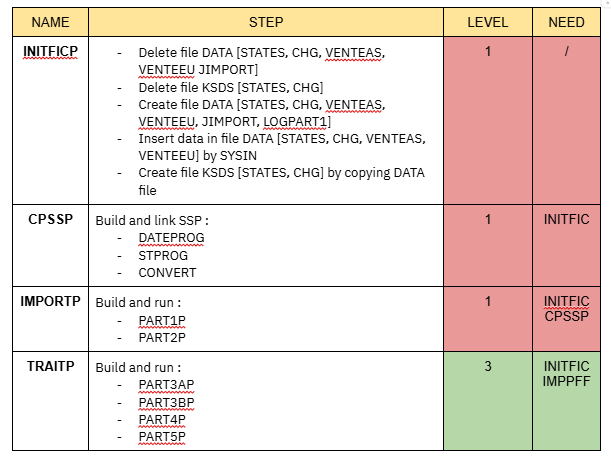 NAME STEP LEVEL NEED
INITFICP - Delete file DATA [STATES, CHG, VENTEAS, 1 /
VENTEEU JIMPORT]
- Delete file KSDS [STATES, CHG]
- Create file DATA [STATES, CHG, VENTEAS,
VENTEEU, JIMPORT, LOGPART1]
- Insert data in file DATA [STATES, CHG, VENTEAS,
VENTEEU] by SYSIN
- Create file KSDS [STATES, CHG] by copying DATA
file
CPSSP Build and link SSP : 1 INITFIC
- DATEPROG
- STPROG
- CONVERT
IMPORTP Build and run : 1 INITFIC
- PART1P CPSSP
- PART2P
TRAITP Build and run : 3 INITFIC
- PART3AP IMPPFF
- PART3BP
- PART4P
- PART5P